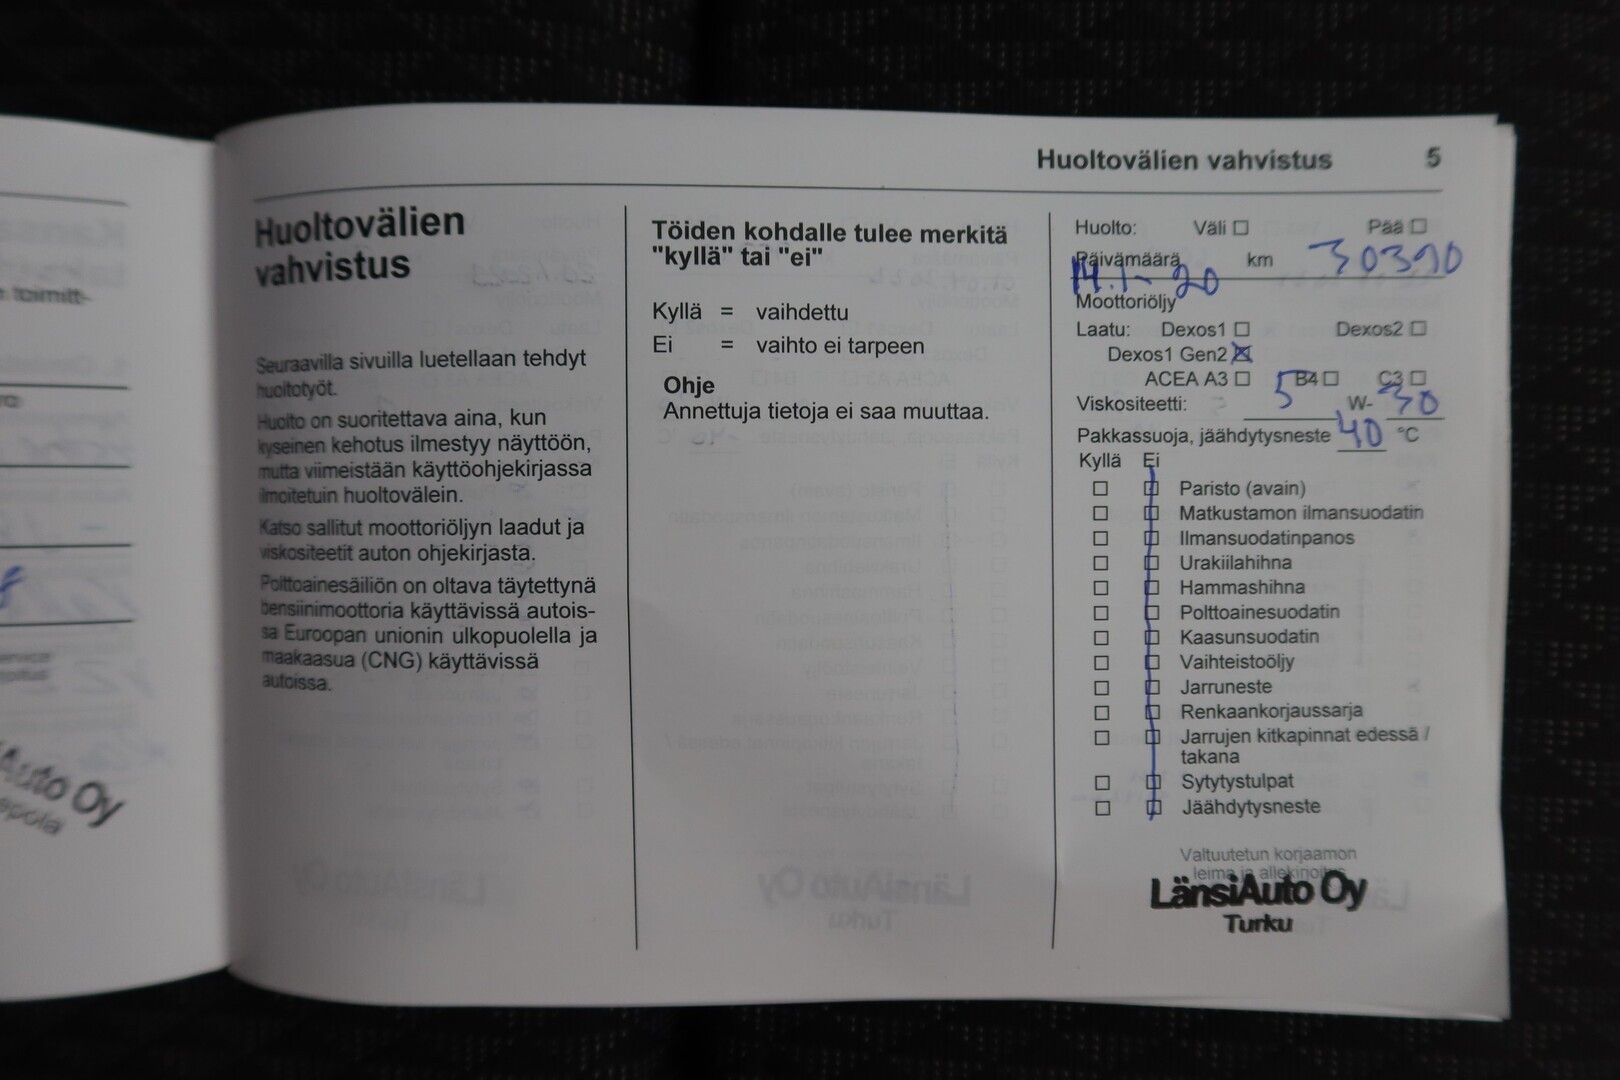 Huoltovälien vahvistus 5
Huoltovälien
vahvistus
Seuraavilla sivuilla luetellaan tehdyt
huoltotyöt.
Huolto on suoritettava aina, kun
kyseinen kehotus ilmestyy näyttöön,
mutta viimeistään käyttöohjekirjassa
ilmoitetuin huoltovälein.
Katso sallitut moottoriöljyn laadut ja
viskositeetit auton ohjekirjasta.
Polttoainesäiliön on oltava täytettynä
bensiinimoottoria käyttävissä autois-
sa Euroopan unionin ulkopuolella ja
maakaasua (CNG) käyttävissä
autoissa.
Töiden kohdalle tulee merkitä
"kyllä" tai "ei"
Kyllä = vaihdettu
Ei = vaihto ei tarpeen
Ohje
Annettuja tietoja ei saa muuttaa.
Huolto: Väli ☐ Pää ☐
Päivämäärä km 30390
14.1-20
Moottoriöljy
Laatu: Dexos1 ☐ Dexos2 ☐
Dexos1 Gen2 ☒
ACEA A3 ☐ B4 ☐ C3 ☐
Viskositeetti: 5 W- 30
Pakkassuoja, jäähdytysneste 40 °C
Kyllä Ei
☐ ☐ Paristo (avain)
☐ ☐ Matkustamon ilmansuodatin
☐ ☐ Ilmansuodatinpanos
☐ ☐ Urakiilahihna
☐ ☐ Hammashihna
☐ ☐ Polttoainesuodatin
☐ ☐ Kaasunsuodatin
☐ ☐ Vaihteistoöljy
☐ ☐ Jarruneste
☐ ☐ Renkaankorjaussarja
☐ ☐ Jarrujen kitkapinnat edessä /
takana
☐ ☐ Sytytystulpat
☐ ☐ Jäähdytysneste
Valtuutetun korjaamon
leima ja allekirjoitus
LänsiAuto Oy
Turku
toimitt-
Auto Oy